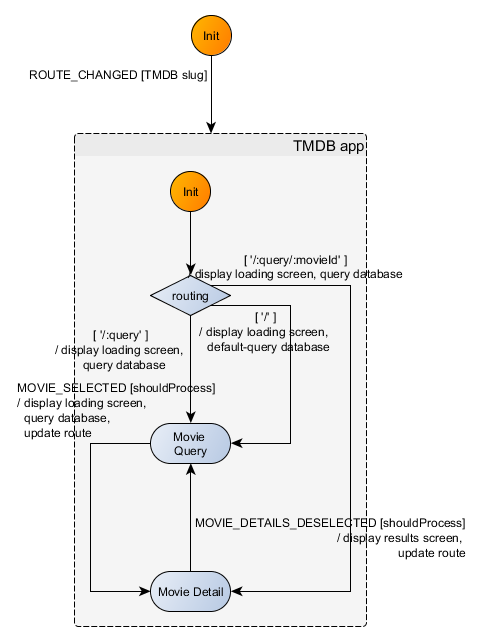 Init
ROUTE_CHANGED [TMDB slug]
TMDB app
Init
[ '/:query/:movieId' ]
display loading screen, query database
routing
[ '/' ]
/ display loading screen,
default-query database
[ '/:query' ]
/ display loading screen,
query database
MOVIE_SELECTED [shouldProcess]
/ display loading screen,
query database,
update route
Movie
Query
MOVIE_DETAILS_DESELECTED [shouldProcess]
/ display results screen,
update route
Movie Detail